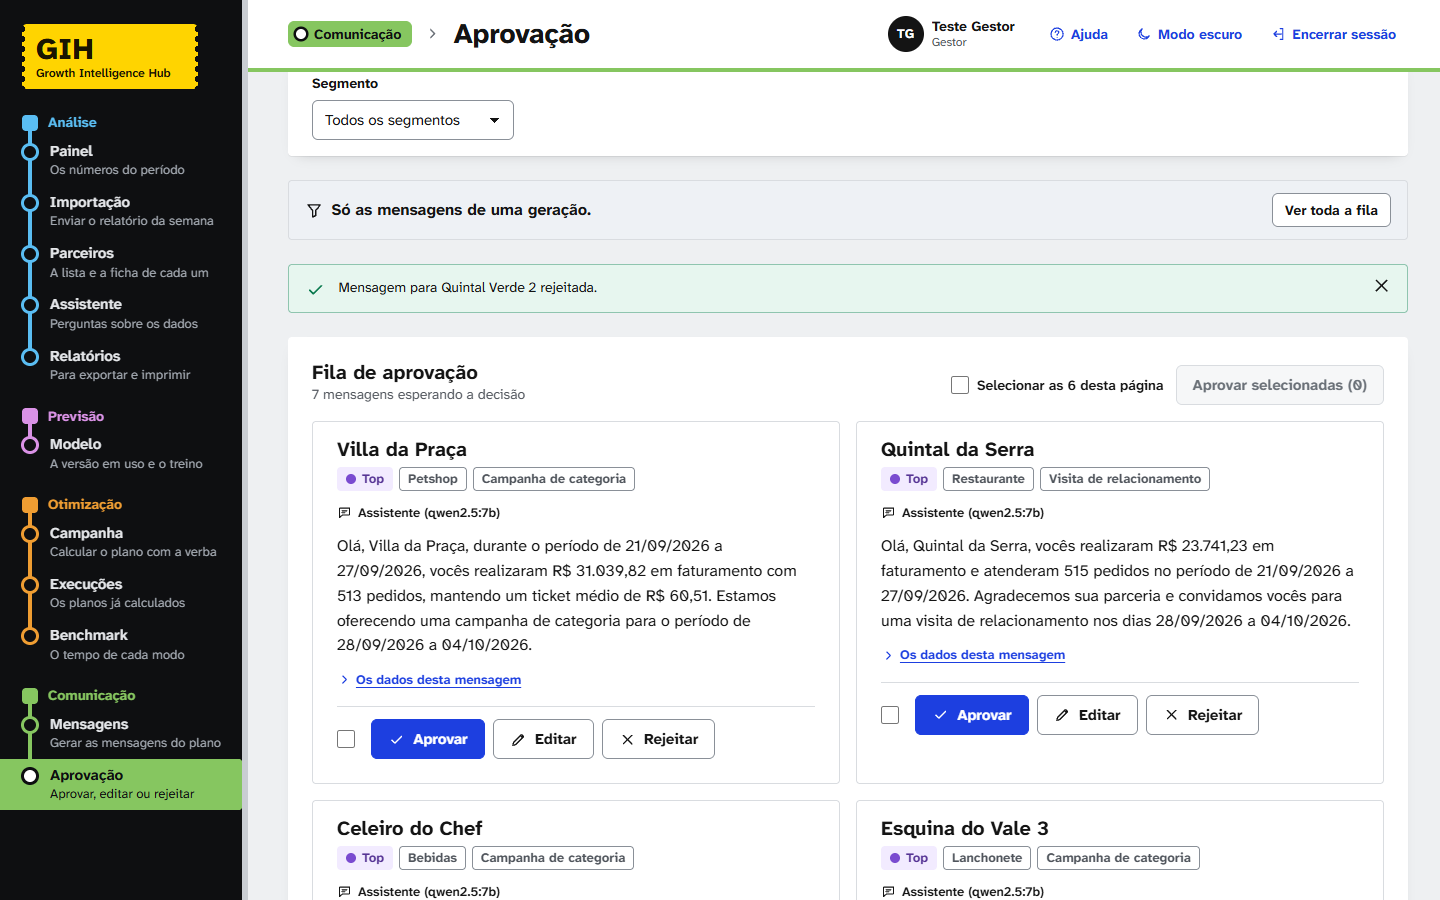 GIH
Growth Intelligence Hub
Análise
Painel
Os números do período
Importação
Enviar o relatório da semana
Parceiros
A lista e a ficha de cada um
Assistente
Perguntas sobre os dados
Relatórios
Para exportar e imprimir
Previsão
Modelo
A versão em uso e o treino
Otimização
Campanha
Calcular o plano com a verba
Execuções
Os planos já calculados
Benchmark
O tempo de cada modo
Comunicação
Mensagens
Gerar as mensagens do plano
Aprovação
Aprovar, editar ou rejeitar
Comunicação
Aprovação
TG
Teste Gestor
Gestor
Ajuda
Modo escuro
Encerrar sessão
Segmento
Todos os segmentos
Só as mensagens de uma geração.
Ver toda a fila
Mensagem para Quintal Verde 2 rejeitada.
Fila de aprovação
7 mensagens esperando a decisão
Selecionar as 6 desta página
Aprovar selecionadas (0)
Villa da Praça
Top
Petshop
Campanha de categoria
Assistente (qwen2.5:7b)
Olá, Villa da Praça, durante o período de 21/09/2026 a
27/09/2026, vocês realizaram R$ 31.039,82 em faturamento com
513 pedidos, mantendo um ticket médio de R$ 60,51. Estamos
oferecendo uma campanha de categoria para o período de
28/09/2026 a 04/10/2026.
Os dados desta mensagem
Aprovar
Editar
Rejeitar
Quintal da Serra
Top
Restaurante
Visita de relacionamento
Assistente (qwen2.5:7b)
Olá, Quintal da Serra, vocês realizaram R$ 23.741,23 em
faturamento e atenderam 515 pedidos no período de 21/09/2026 a
27/09/2026. Agradecemos sua parceria e convidamos vocês para
uma visita de relacionamento nos dias 28/09/2026 a 04/10/2026.
Os dados desta mensagem
Aprovar
Editar
Rejeitar
Celeiro do Chef
Top
Bebidas
Campanha de categoria
Assistente (qwen2.5:7b)
Esquina do Vale 3
Top
Lanchonete
Campanha de categoria
Assistente (qwen2.5:7b)